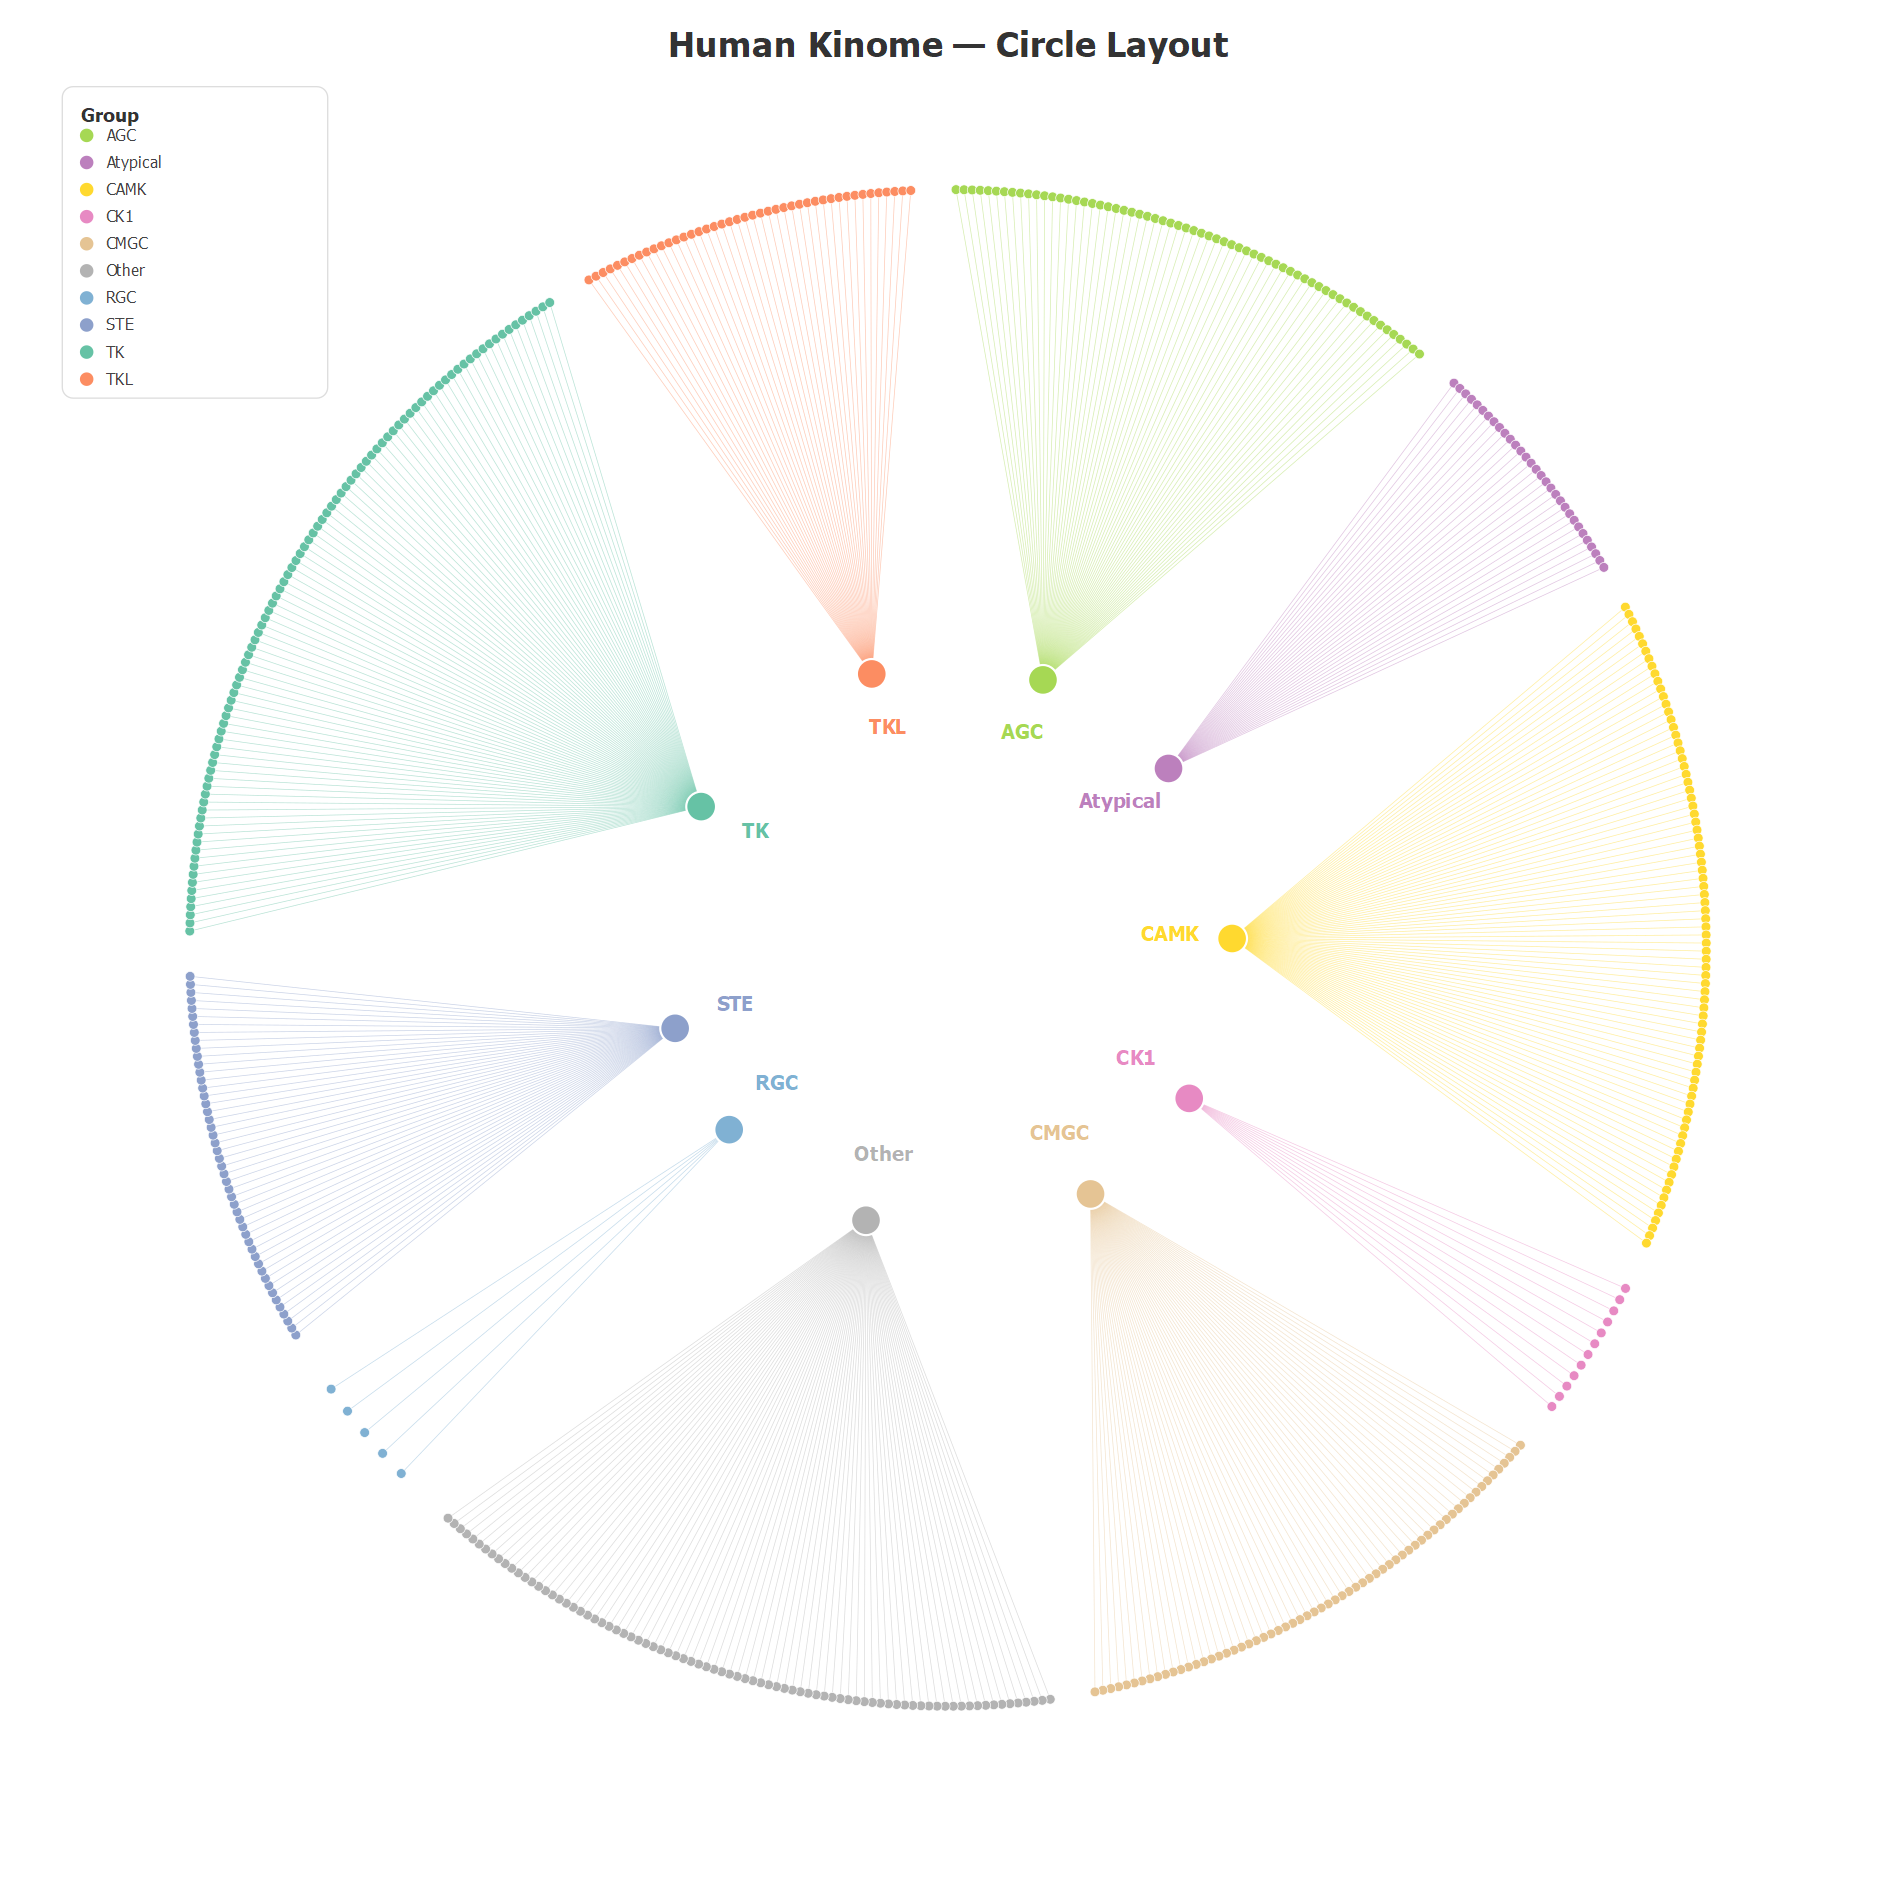 Human Kinome — Circle Layout
Group
AGC
Atypical
CAMK
CK1
CMGC
Other
RGC
STE
TK
TKL
TKL
AGC
Atypical
TK
CAMK
STE
CK1
RGC
CMGC
Other